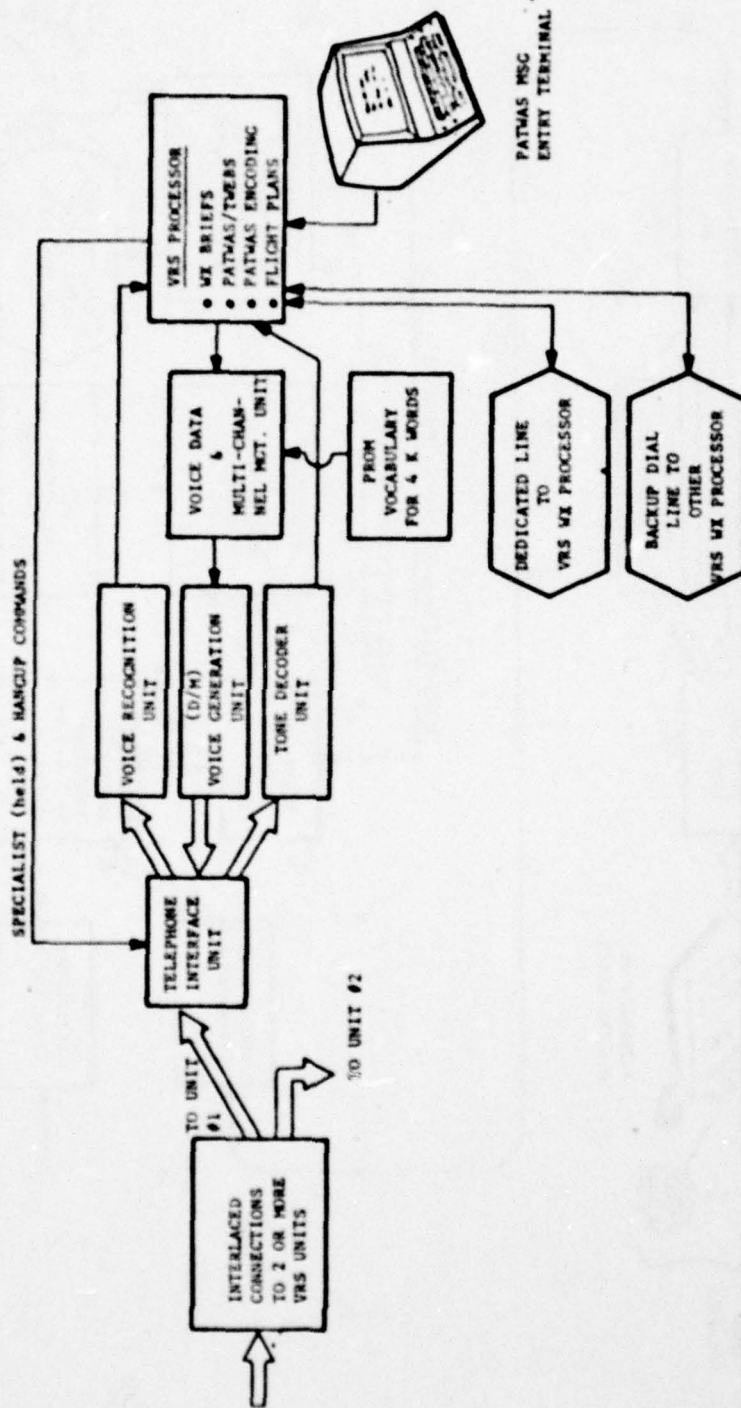 SPECIALIST (held) & HANGUP COMMANDS
INTERLACED
CONNECTIONS
TO 2 OR MORE
VRS UNITS
TO UNIT
#1
TO UNIT #2
TELEPHONE
INTERFACE
UNIT
VOICE RECOGNITION
UNIT
(D/M)
VOICE GENERATION
UNIT
TONE DECODER
UNIT
VOICE DATA
&
MULTI-CHAN-
NEL MGT. UNIT
PROM
VOCABULARY
FOR 4 K WORDS
VRS PROCESSOR
• WX BRIEFS
• PATWAS/TWEBS
• PATWAS ENCODING
• FLIGHT PLANS
PATWAS MSG
ENTRY TERMINAL
DEDICATED LINE
TO
VRS WX PROCESSOR
BACKUP DIAL
LINE TO
OTHER
VRS WX PROCESSOR